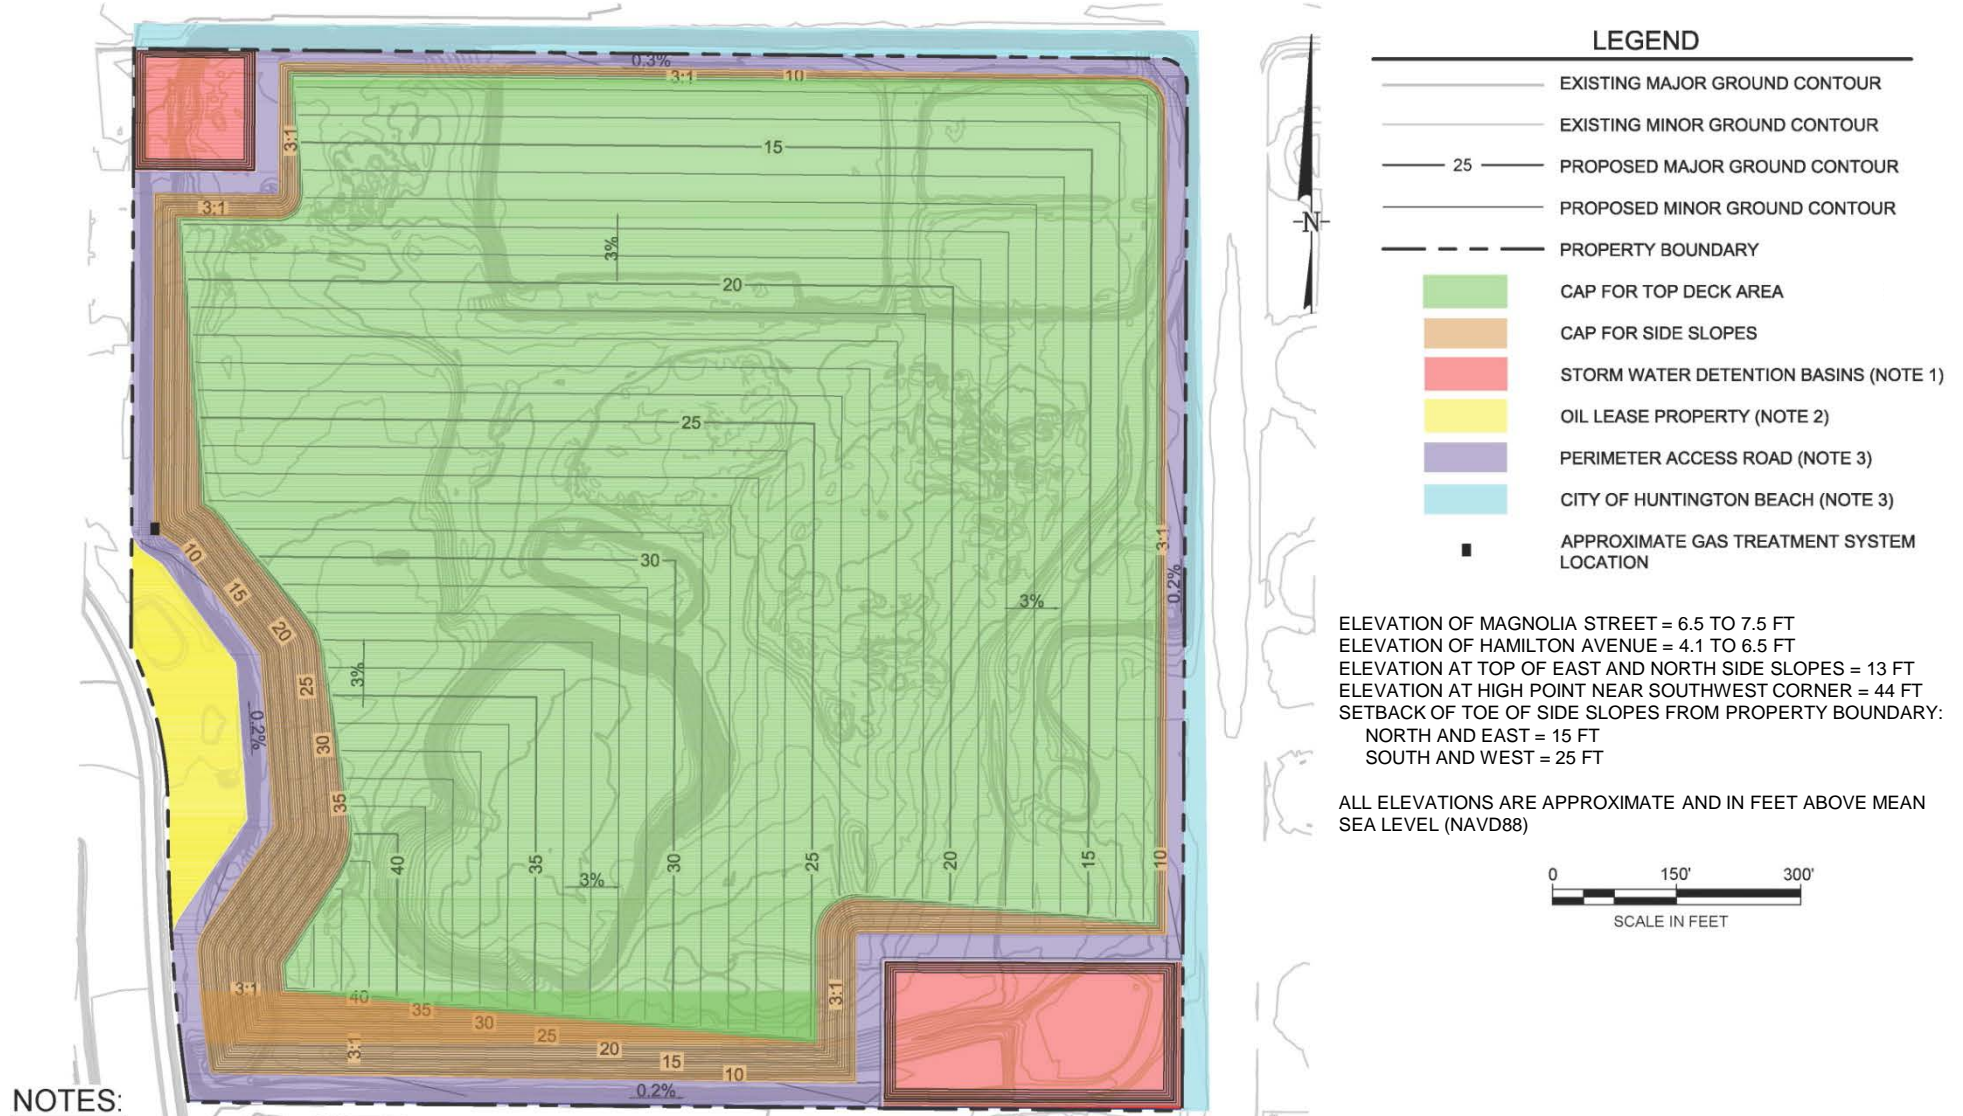 0.3%
3:1
10
3:1
15
3:1
3%
20
25
3:1
10
30
0.2%
15
3%
20
3%
25
0.2%
30
35
40
35
30
25
20
15
10
3%
3:1
3:1
40
35
30
25
3:1
20
15
10
0.2%
NOTES:
N
LEGEND
EXISTING MAJOR GROUND CONTOUR
EXISTING MINOR GROUND CONTOUR
25
PROPOSED MAJOR GROUND CONTOUR
PROPOSED MINOR GROUND CONTOUR
PROPERTY BOUNDARY
CAP FOR TOP DECK AREA
CAP FOR SIDE SLOPES
STORM WATER DETENTION BASINS (NOTE 1)
OIL LEASE PROPERTY (NOTE 2)
PERIMETER ACCESS ROAD (NOTE 3)
CITY OF HUNTINGTON BEACH (NOTE 3)
APPROXIMATE GAS TREATMENT SYSTEM
LOCATION
ELEVATION OF MAGNOLIA STREET = 6.5 TO 7.5 FT
ELEVATION OF HAMILTON AVENUE = 4.1 TO 6.5 FT
ELEVATION AT TOP OF EAST AND NORTH SIDE SLOPES = 13 FT
ELEVATION AT HIGH POINT NEAR SOUTHWEST CORNER = 44 FT
SETBACK OF TOE OF SIDE SLOPES FROM PROPERTY BOUNDARY:
NORTH AND EAST = 15 FT
SOUTH AND WEST = 25 FT
ALL ELEVATIONS ARE APPROXIMATE AND IN FEET ABOVE MEAN
SEA LEVEL (NAVD88)
0 150' 300'
SCALE IN FEET